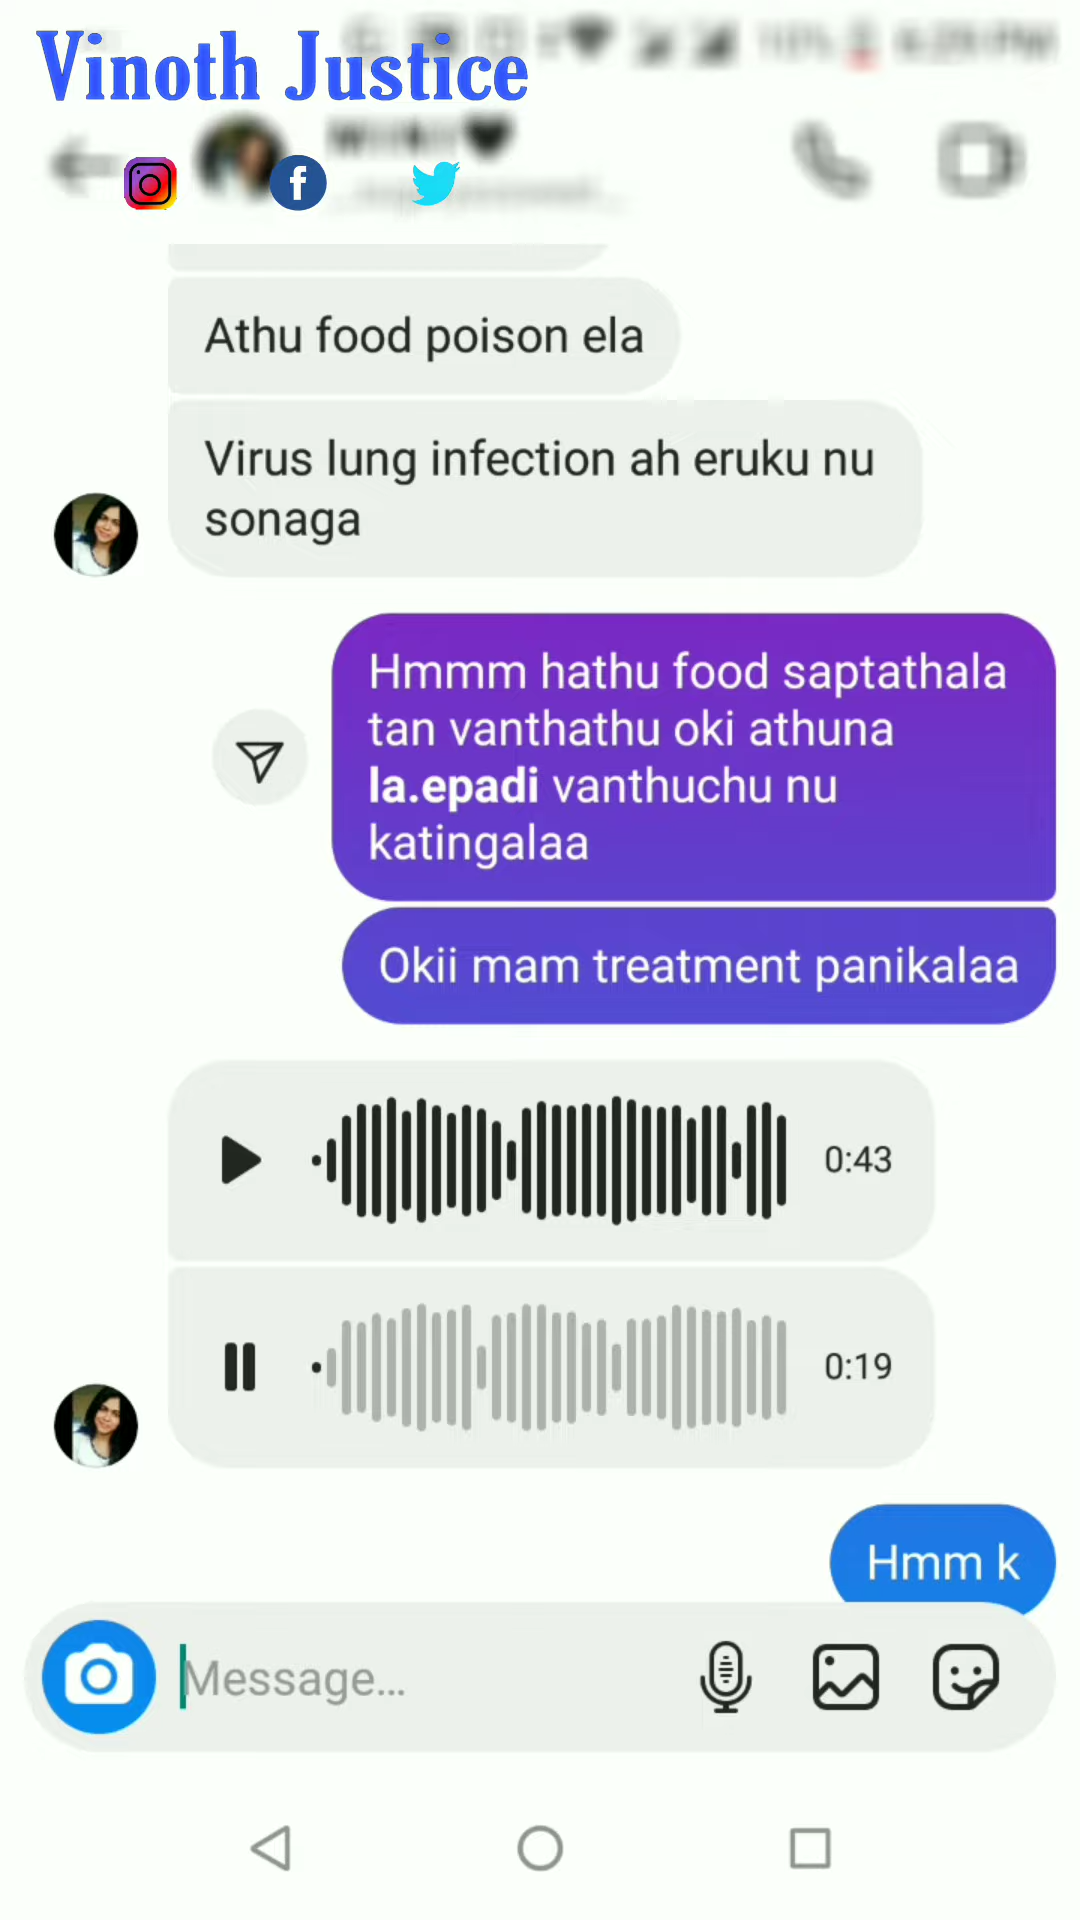 Vinoth Justice
Athu food poison ela
Virus lung infection ah eruku nu
sonaga
Hmmm hathu food saptathala
tan vanthathu oki athuna
la.epadi vanthuchu nu
katingalaa
Okii mam treatment panikalaa
0:43
0:19
Hmm k
Message...